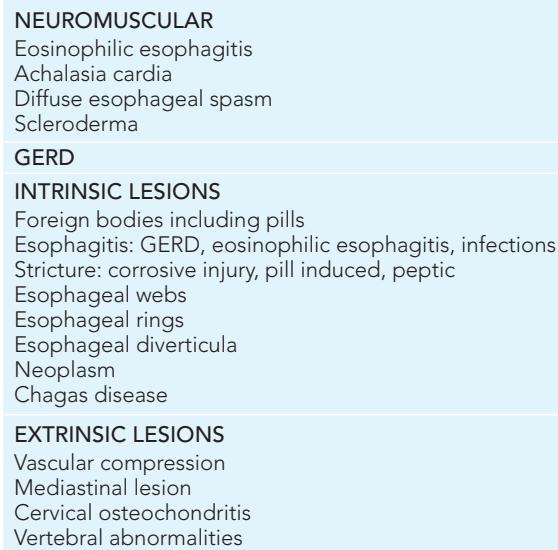 NEUROMUSCULAR
Eosinophilic esophagitis
Achalasia cardia
Diffuse esophageal spasm
Scleroderma
GERD
INTRINSIC LESIONS
Foreign bodies including pills
Esophagitis: GERD, eosinophilic esophagitis, infections
Stricture: corrosive injury, pill induced, peptic
Esophageal webs
Esophageal rings
Esophageal diverticula
Neoplasm
Chagas disease
EXTRINSIC LESIONS
Vascular compression
Mediastinal lesion
Cervical osteochondritis
Vertebral abnormalities